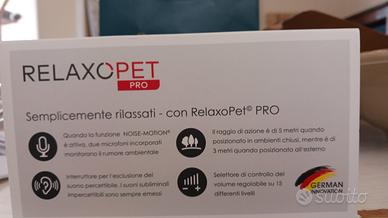 RELAXOPET
PRO
Semplicemente rilassati - con RelaxoPet© PRO
Quando la funzione NOISE-MOTION®
è attiva, due microfoni incorporati
monitorano il rumore ambientale
Il raggio di azione è di 5 metri quando
posizionato in ambienti chiusi, mentre è di
3 metri quando posizionato all'esterno
Interruttore per l'esclusione del
suono percettibile. I suoni subliminali
impercettibili sono sempre emessi
Selettore di controllo del
volume regolabile su 15
differenti livelli
GERMAN
INNOVATION
subito